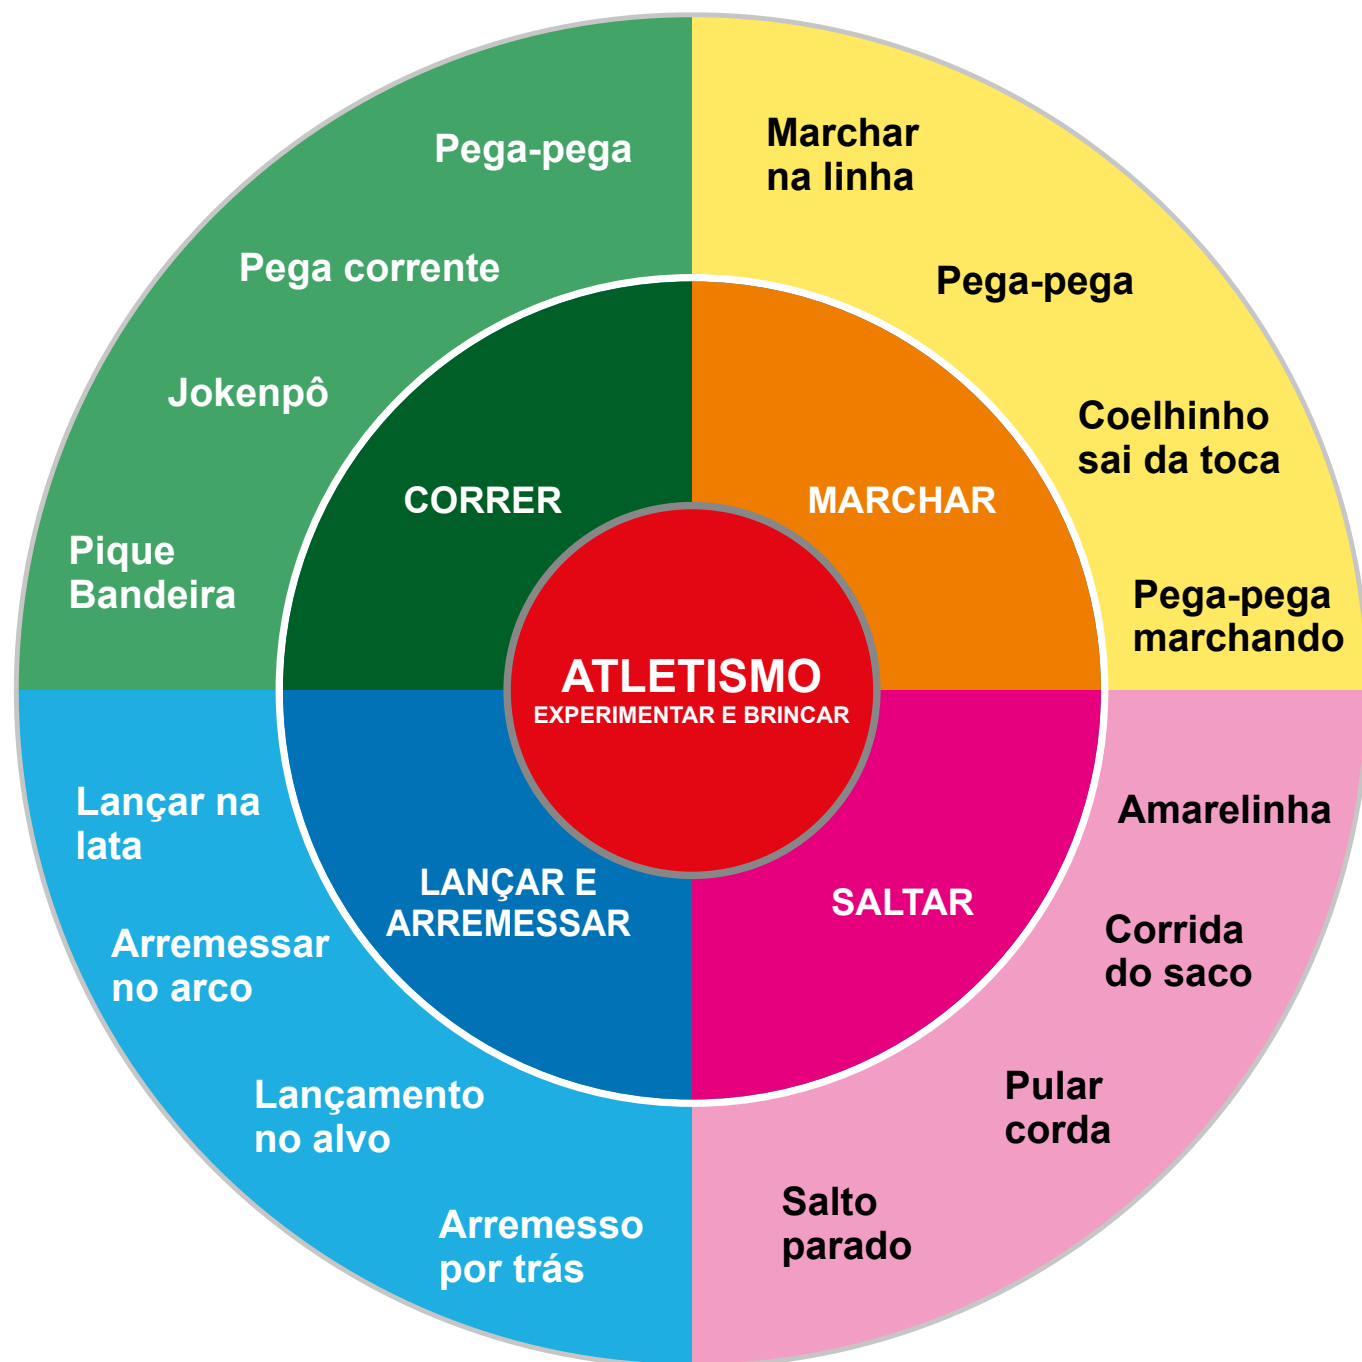 Pega-pega
Pega corrente
Jokenpô
Pique
Bandeira
CORRER
Marchar
na linha
Pega-pega
Coelhinho
sai da toca
Pega-pega
marchando
MARCHAR
ATLETISMO
EXPERIMENTAR E BRINCAR
LANÇAR E
ARREMESSAR
Lançar na
lata
Arremessar
no arco
Lançamento
no alvo
Arremesso
por trás
SALTAR
Amarelinha
Corrida
do saco
Pular
corda
Salto
parado